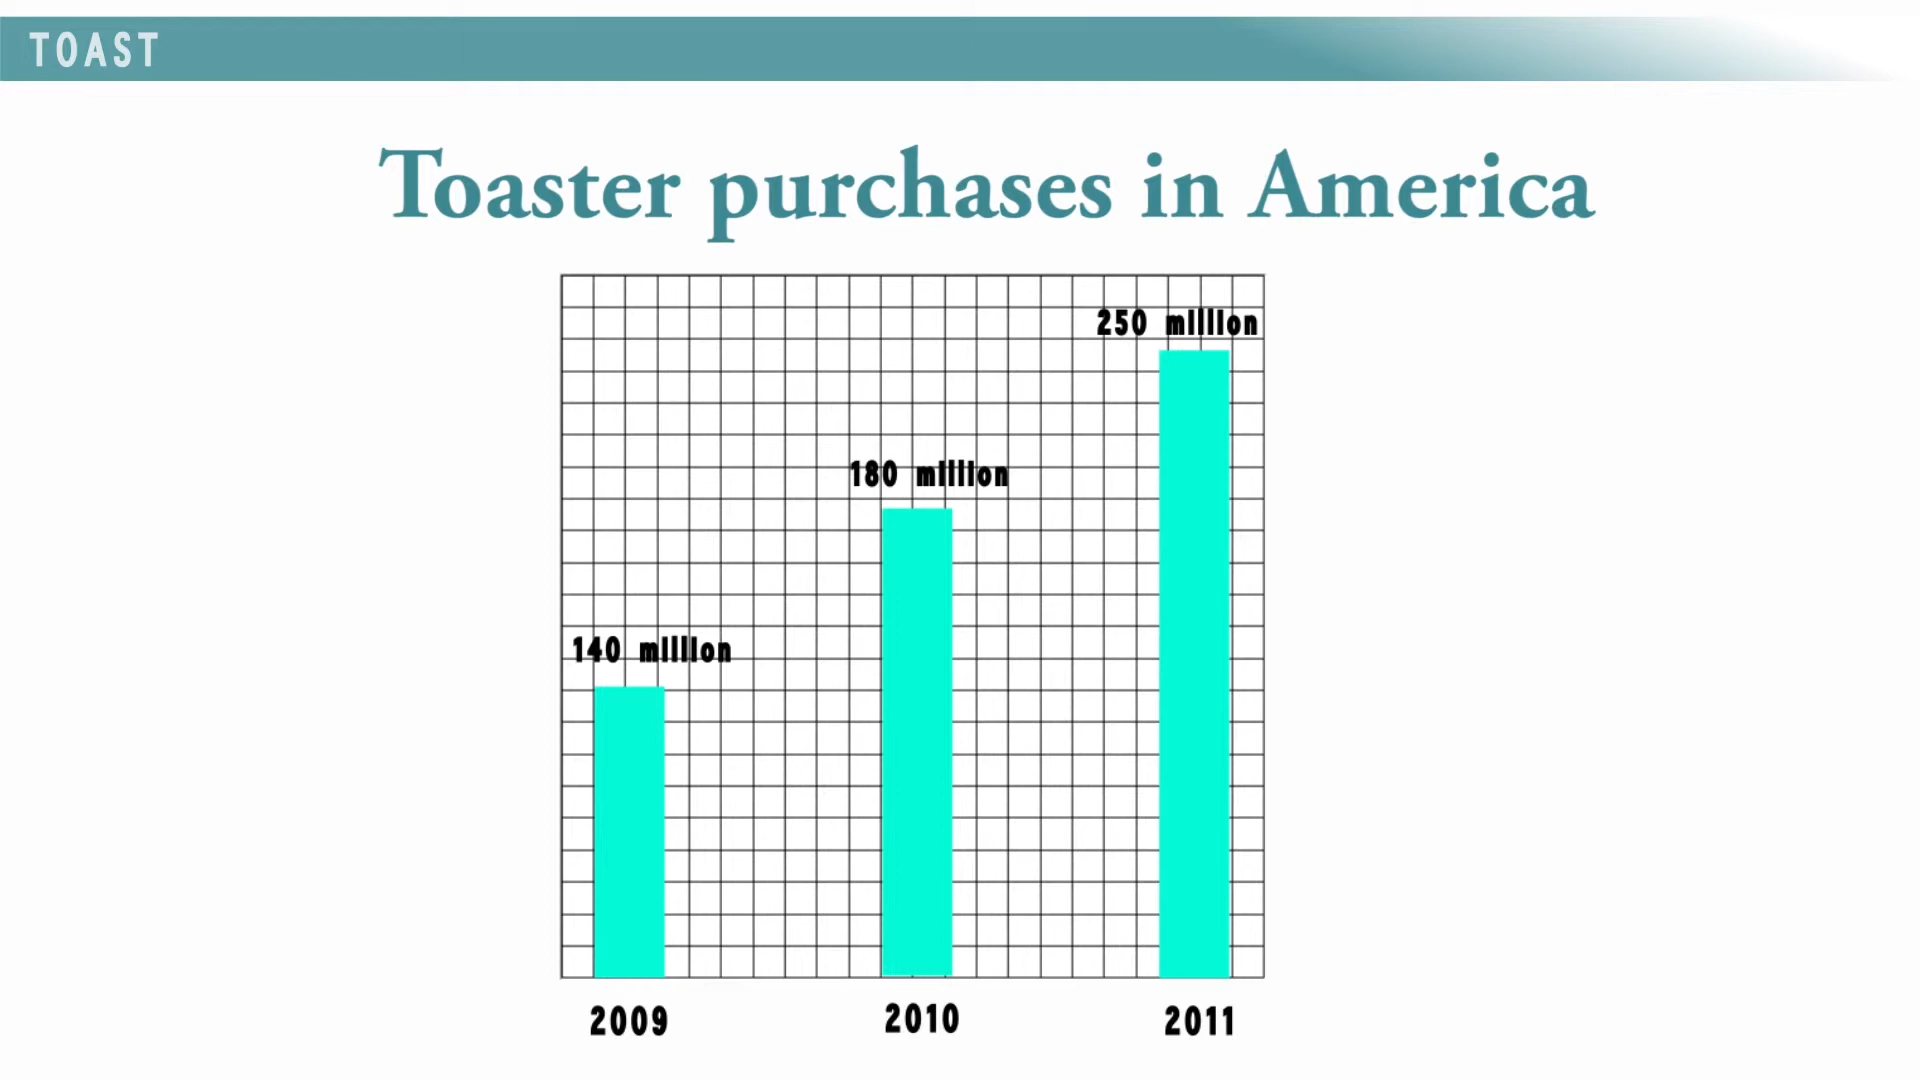 TOAST
Toaster purchases in America
250 million
180 million
140 million
2009 2010 2011